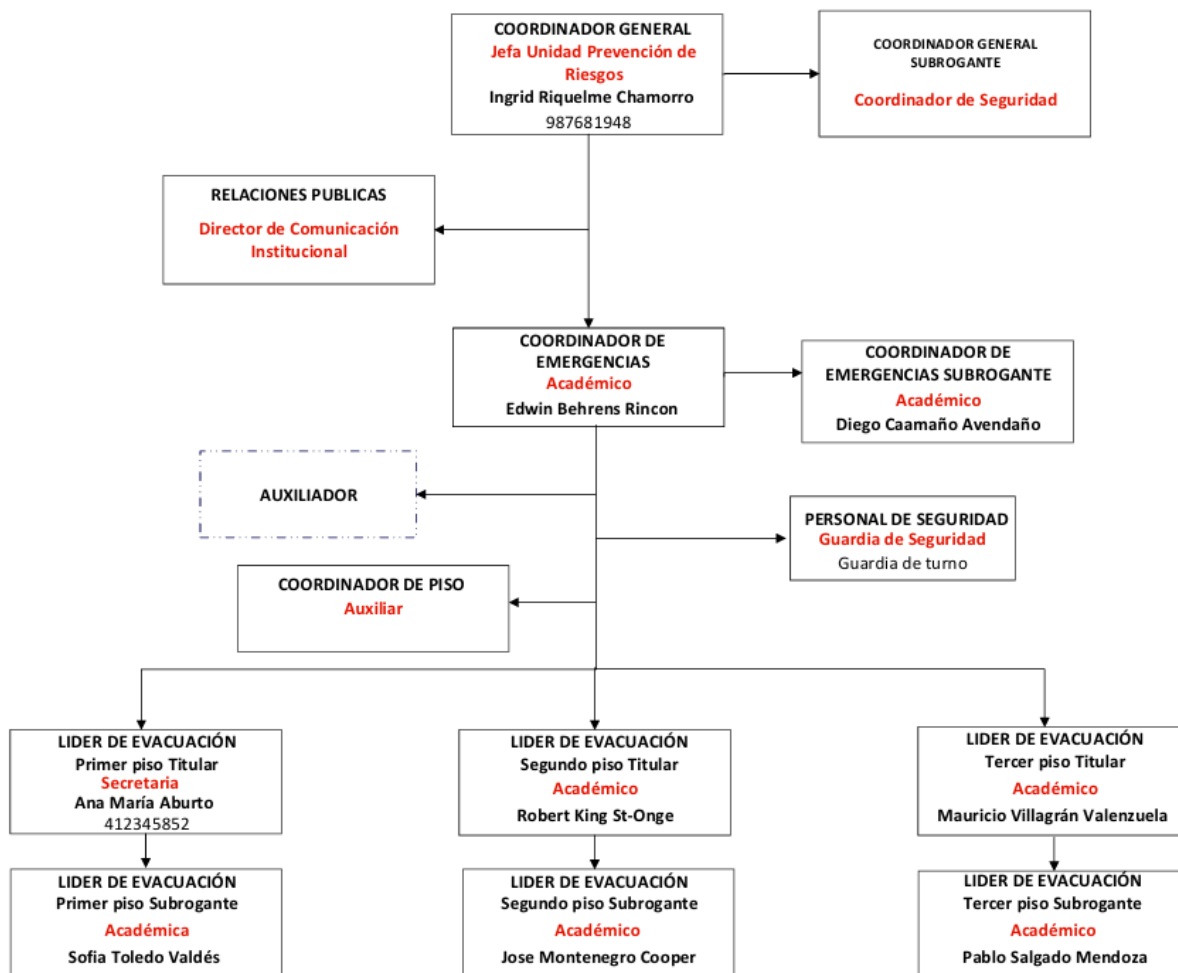 COORDINADOR GENERAL
Jefa Unidad Prevención de
Riesgos
Ingrid Riquelme Chamorro
987681948
COORDINADOR GENERAL
SUBROGANTE
Coordinador de Seguridad
RELACIONES PUBLICAS
Director de Comunicación
Institucional
COORDINADOR DE
EMERGENCIAS
Académico
Edwin Behrens Rincon
COORDINADOR DE
EMERGENCIAS SUBROGANTE
Académico
Diego Caamaño Avendaño
AUXILIADOR
PERSONAL DE SEGURIDAD
Guardia de Seguridad
Guardia de turno
COORDINADOR DE PISO
Auxiliar
LIDER DE EVACUACIÓN
Primer piso Titular
Secretaria
Ana María Aburto
412345852
LIDER DE EVACUACIÓN
Segundo piso Titular
Académico
Robert King St-Onge
LIDER DE EVACUACIÓN
Tercer piso Titular
Académico
Mauricio Villagrán Valenzuela
LIDER DE EVACUACIÓN
Primer piso Subrogante
Académica
Sofia Toledo Valdés
LIDER DE EVACUACIÓN
Segundo piso Subrogante
Académico
Jose Montenegro Cooper
LIDER DE EVACUACIÓN
Tercer piso Subrogante
Académico
Pablo Salgado Mendoza